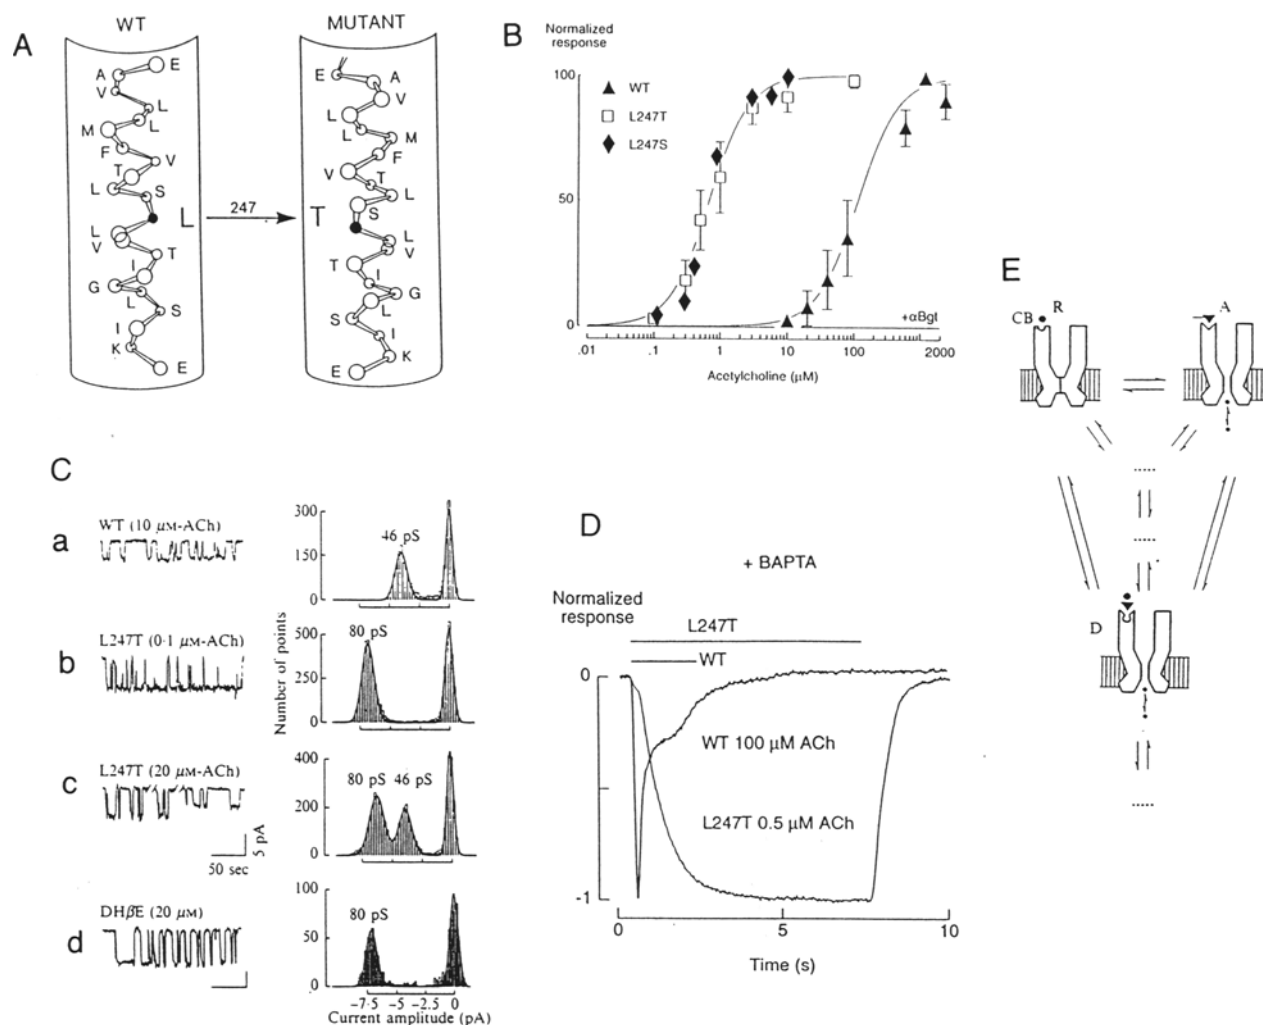 A
WT
MUTANT
E
A
V
L
L
M
F
V
T
L
S
L
L
V
T
I
G
L
S
I
K
E
247
E
A
V
L
L
M
F
V
T
L
S
T
L
V
T
I
G
L
S
I
K
E
B
Normalized
response
100
50
0
WT
L247T
L247S
+αBgt
.01
.1
1
10
100
2000
Acetylcholine (μM)
C
a
WT (10 μM-ACh)
300
150
0
46 pS
b
L247T (0·1 μM-ACh)
500
250
0
80 pS
Number of points
c
L247T (20 μM-ACh)
400
200
0
80 pS 46 pS
5 pA
50 sec
d
DHβE (20 μM)
100
50
0
80 pS
−7·5 −5 −2·5 0
Current amplitude (pA)
D
+ BAPTA
Normalized
response
L247T
WT
0
-1
WT 100 μM ACh
L247T 0.5 μM ACh
0 5 10
Time (s)
E
CB
R
A
D